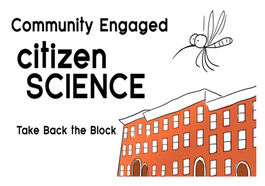 Community Engaged
citizen
SCIENCE
Take Back the Block